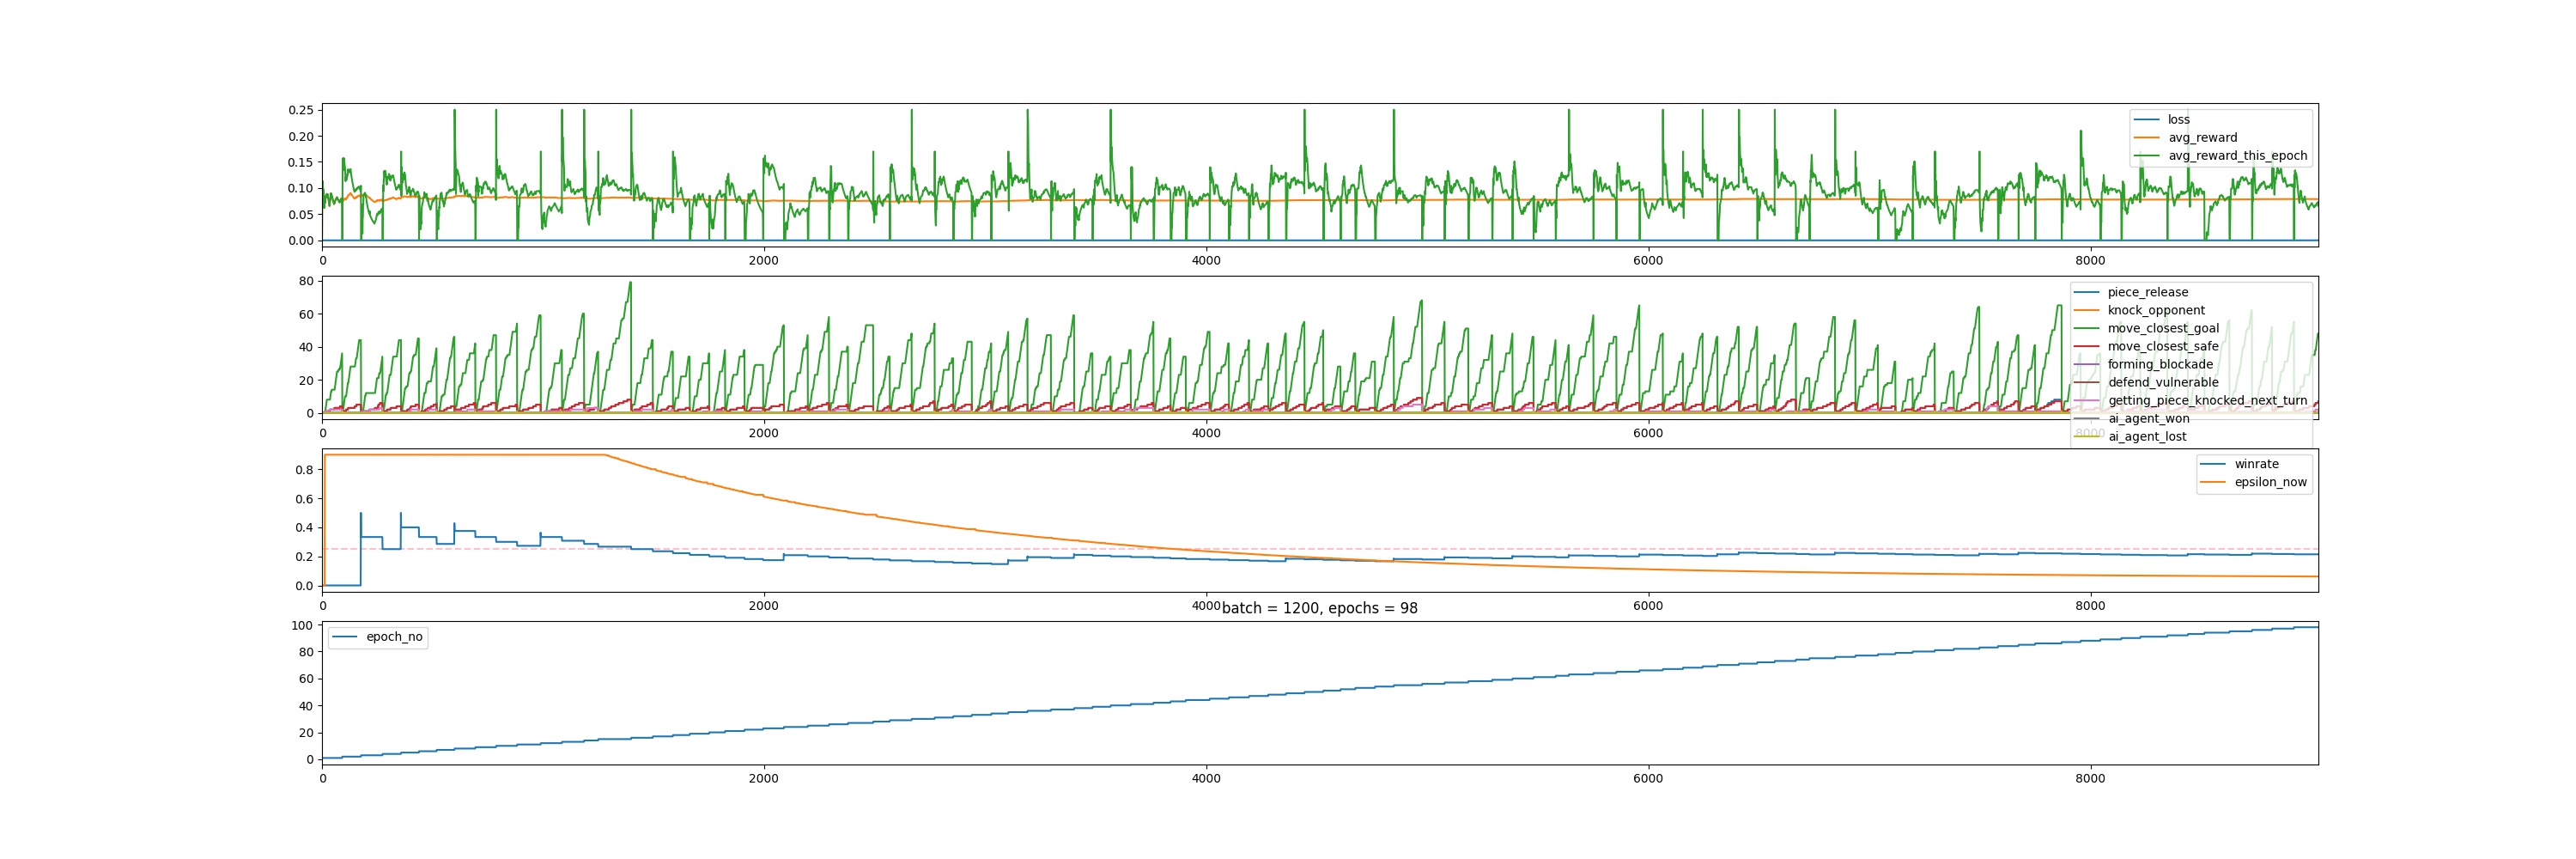 0.25
0.20
0.15
0.10
0.05
0.00
loss
avg_reward
avg_reward_this_epoch
0 2000 4000 6000 8000
80
60
40
20
0
piece_release
knock_opponent
move_closest_goal
move_closest_safe
forming_blockade
defend_vulnerable
getting_piece_knocked_next_turn
ai_agent_won
ai_agent_lost
0 2000 4000 6000 8000
0.8
0.6
0.4
0.2
0.0
winrate
epsilon_now
0 2000 4000 6000 8000
batch = 1200, epochs = 98
100
80
60
40
20
0
epoch_no
0 2000 4000 6000 8000